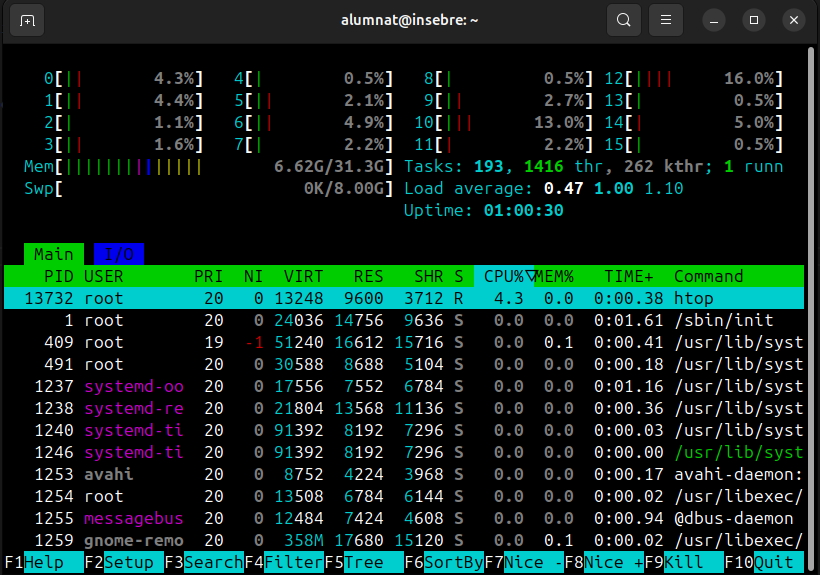 alumnat@insebre: ~
0[|| 4.3%] 4[| 0.5%] 8[| 0.5%] 12[|||| 16.0%]
1[|| 4.4%] 5[|| 2.1%] 9[|| 2.7%] 13[| 0.5%]
2[| 1.1%] 6[|| 4.9%] 10[||| 13.0%] 14[| 5.0%]
3[|| 1.6%] 7[| 2.2%] 11[| 2.2%] 15[| 0.5%]
Mem[|||||||||||||| 6.62G/31.3G] Tasks: 193, 1416 thr, 262 kthr; 1 runn
Swp[ 0K/8.00G] Load average: 0.47 1.00 1.10
Uptime: 01:00:30
Main I/O
PID USER PRI NI VIRT RES SHR S CPU%▽MEM% TIME+ Command
13732 root 20 0 13248 9600 3712 R 4.3 0.0 0:00.38 htop
1 root 20 0 24036 14756 9636 S 0.0 0.0 0:01.61 /sbin/init
409 root 19 -1 51240 16612 15716 S 0.0 0.1 0:00.41 /usr/lib/syst
491 root 20 0 30588 8688 5104 S 0.0 0.0 0:00.18 /usr/lib/syst
1237 systemd-oo 20 0 17556 7552 6784 S 0.0 0.0 0:01.16 /usr/lib/syst
1238 systemd-re 20 0 21804 13568 11136 S 0.0 0.0 0:00.36 /usr/lib/syst
1240 systemd-ti 20 0 91392 8192 7296 S 0.0 0.0 0:00.03 /usr/lib/syst
1246 systemd-ti 20 0 91392 8192 7296 S 0.0 0.0 0:00.00 /usr/lib/syst
1253 avahi 20 0 8752 4224 3968 S 0.0 0.0 0:00.17 avahi-daemon:
1254 root 20 0 13508 6784 6144 S 0.0 0.0 0:00.02 /usr/libexec/
1255 messagebus 20 0 12484 7424 4608 S 0.0 0.0 0:00.94 @dbus-daemon
1259 gnome-remo 20 0 358M 17680 15120 S 0.0 0.1 0:00.02 /usr/libexec/
F1Help F2Setup F3SearchF4FilterF5Tree F6SortByF7Nice -F8Nice +F9Kill F10Quit